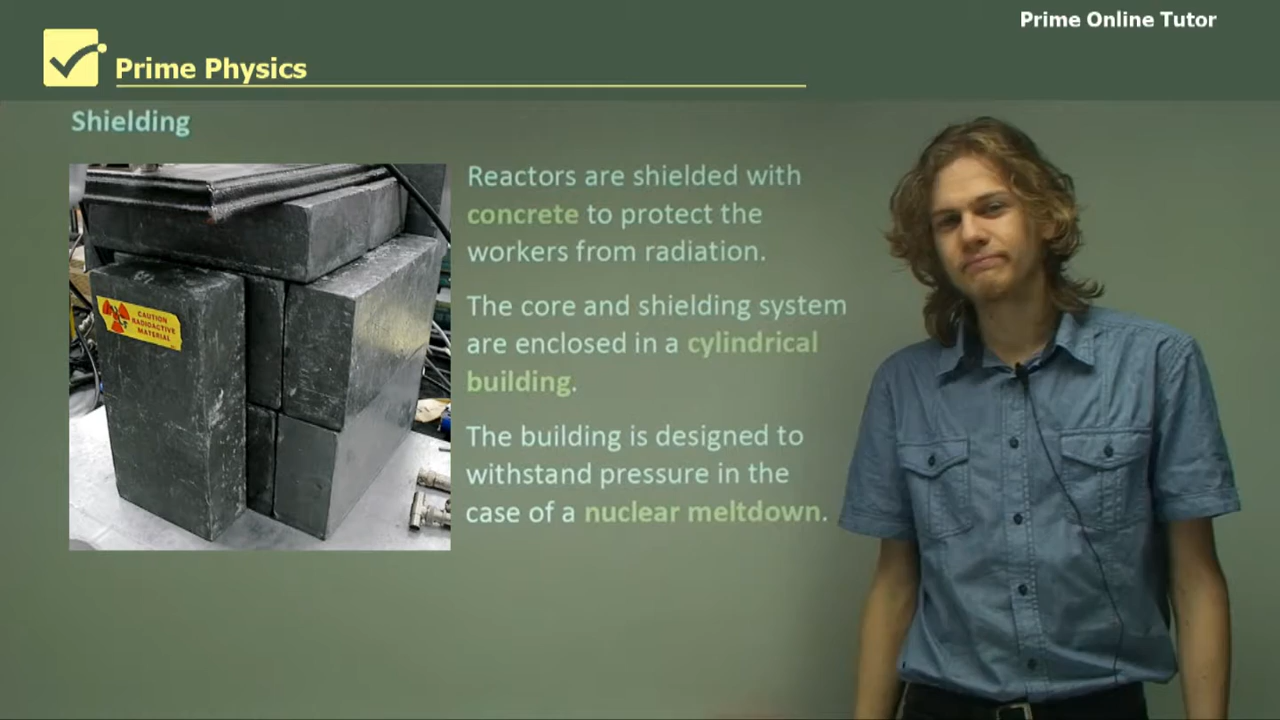 Prime Online Tutor
Prime Physics
Shielding
Reactors are shielded with
concrete to protect the
workers from radiation.
The core and shielding system
are enclosed in a cylindrical
building.
The building is designed to
withstand pressure in the
case of a nuclear meltdown.
CAUTION
RADIOACTIVE
MATERIAL